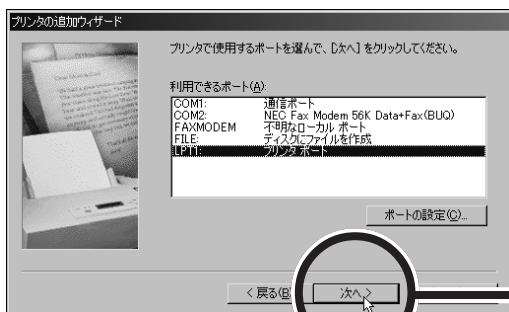 プリンタの追加ウィザード
プリンタで使用するポートを選んで、[次へ] をクリックしてください。
利用できるポート(A):
COM1: 通信ポート
COM2: NEC Fax Modem 56K Data+Fax(BUQ)
FAXMODEM 不明なローカル ポート
FILE: ディスクにファイルを作成
LPT1: プリンタ ポート
ポートの設定(C)...
< 戻る(B) 次へ >